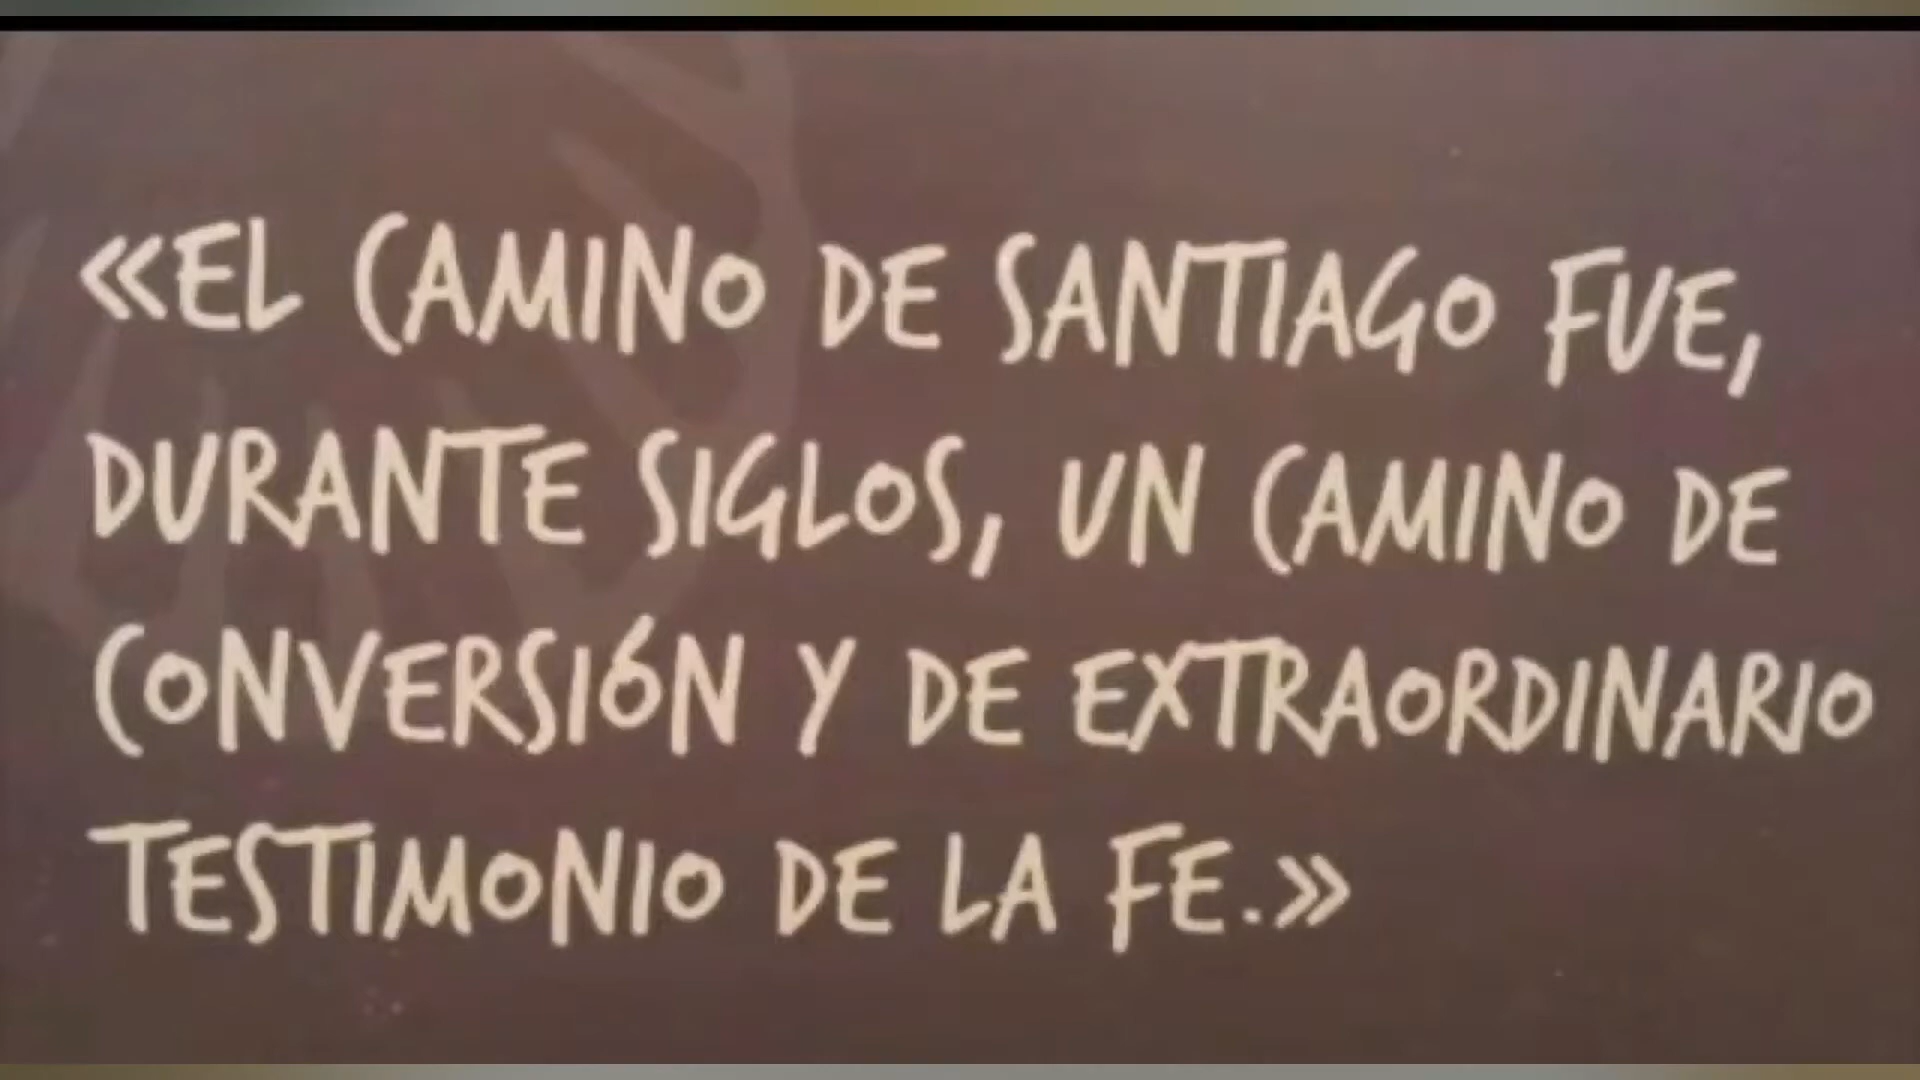 «EL CAMINO DE SANTIAGO FUE,
DURANTE SIGLOS, UN CAMINO DE
CONVERSIÓN Y DE EXTRAORDINARIO
TESTIMONIO DE LA FE.»